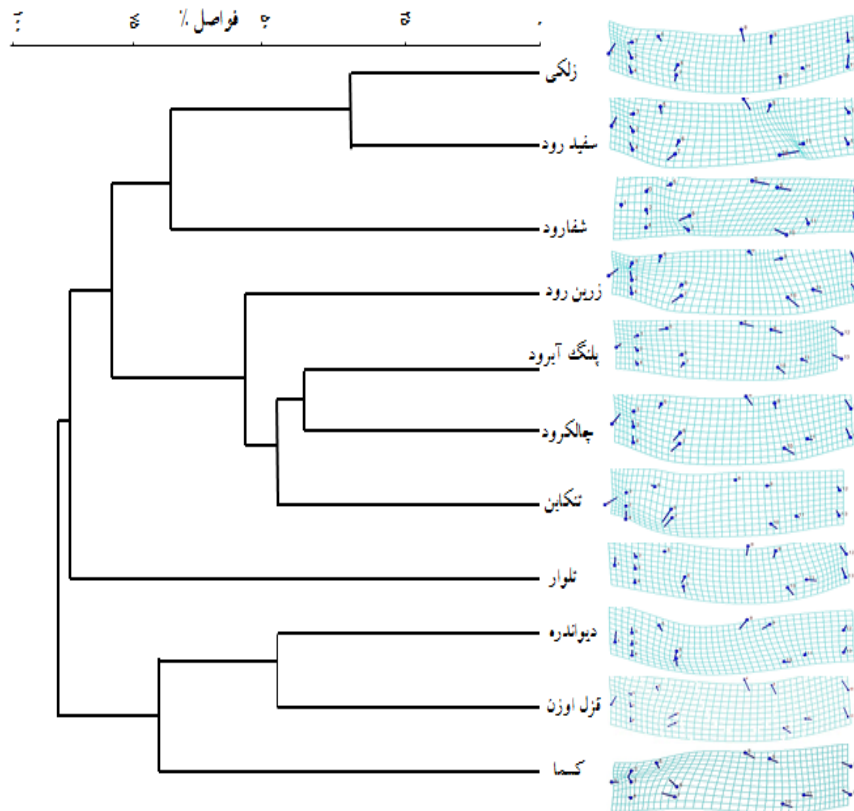 فواصل ٪
زلکی
سفید رود
شفارود
زرین رود
پلنگ آبرود
چالکرود
تنکابن
تلوار
دیواندره
قزل اوزن
کسما